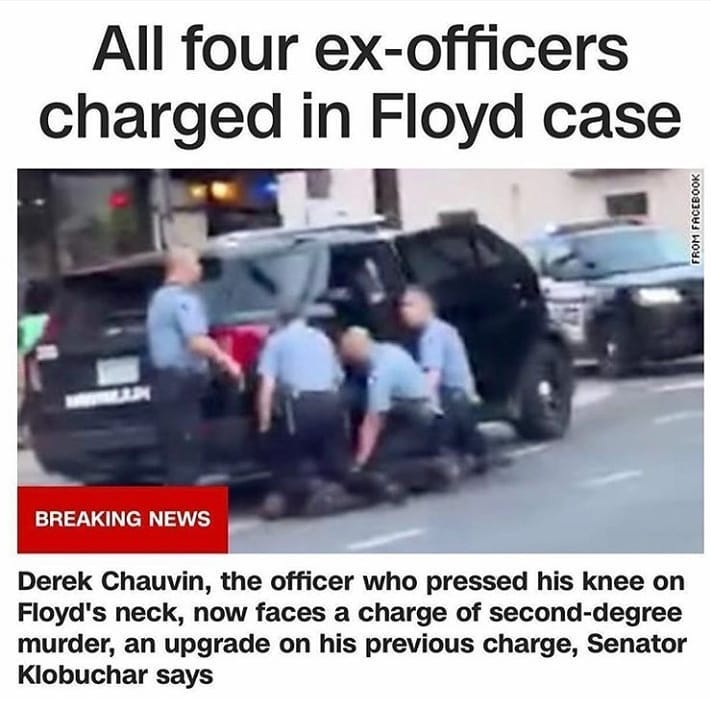 All four ex-officers
charged in Floyd case
FROM FACEBOOK
BREAKING NEWS
Derek Chauvin, the officer who pressed his knee on
Floyd's neck, now faces a charge of second-degree
murder, an upgrade on his previous charge, Senator
Klobuchar says